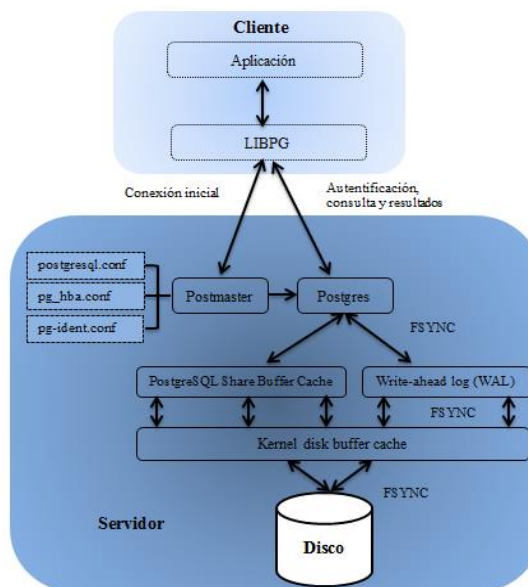 Cliente
Aplicación
LIBPG
Conexión inicial
Autentificación,
consulta y resultados
postgresql.conf
pg_hba.conf
pg-ident.conf
Postmaster
Postgres
FSYNC
PostgreSQL Share Buffer Cache
Write-ahead log (WAL)
FSYNC
Kernel disk buffer cache
FSYNC
Servidor
Disco